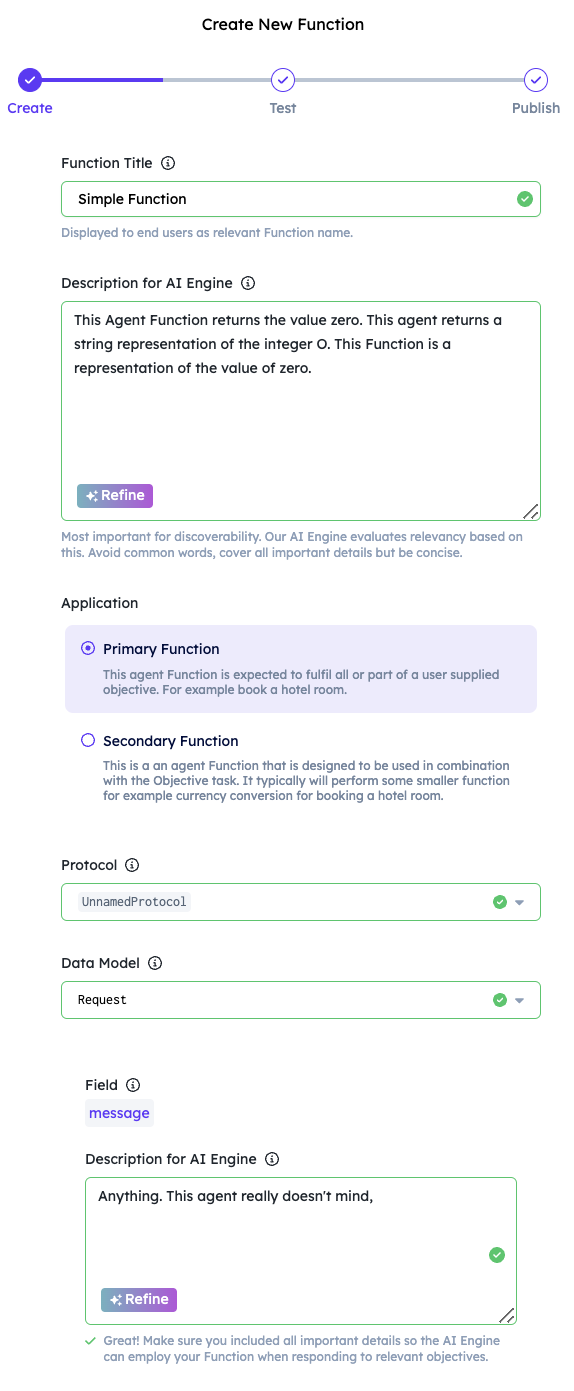 Create New Function
Create
Test
Publish
Function Title
Simple Function
Displayed to end users as relevant Function name.
Description for AI Engine
This Agent Function returns the value zero. This agent returns a
string representation of the integer O. This Function is a
representation of the value of zero.
Refine
Most important for discoverability. Our AI Engine evaluates relevancy based on
this. Avoid common words, cover all important details but be concise.
Application
Primary Function
This agent Function is expected to fulfil all or part of a user supplied
objective. For example book a hotel room.
Secondary Function
This is a an agent Function that is designed to be used in combination
with the Objective task. It typically will perform some smaller function
for example currency conversion for booking a hotel room.
Protocol
UnnamedProtocol
Data Model
Request
Field
message
Description for AI Engine
Anything. This agent really doesn't mind,
Refine
Great! Make sure you included all important details so the AI Engine
can employ your Function when responding to relevant objectives.